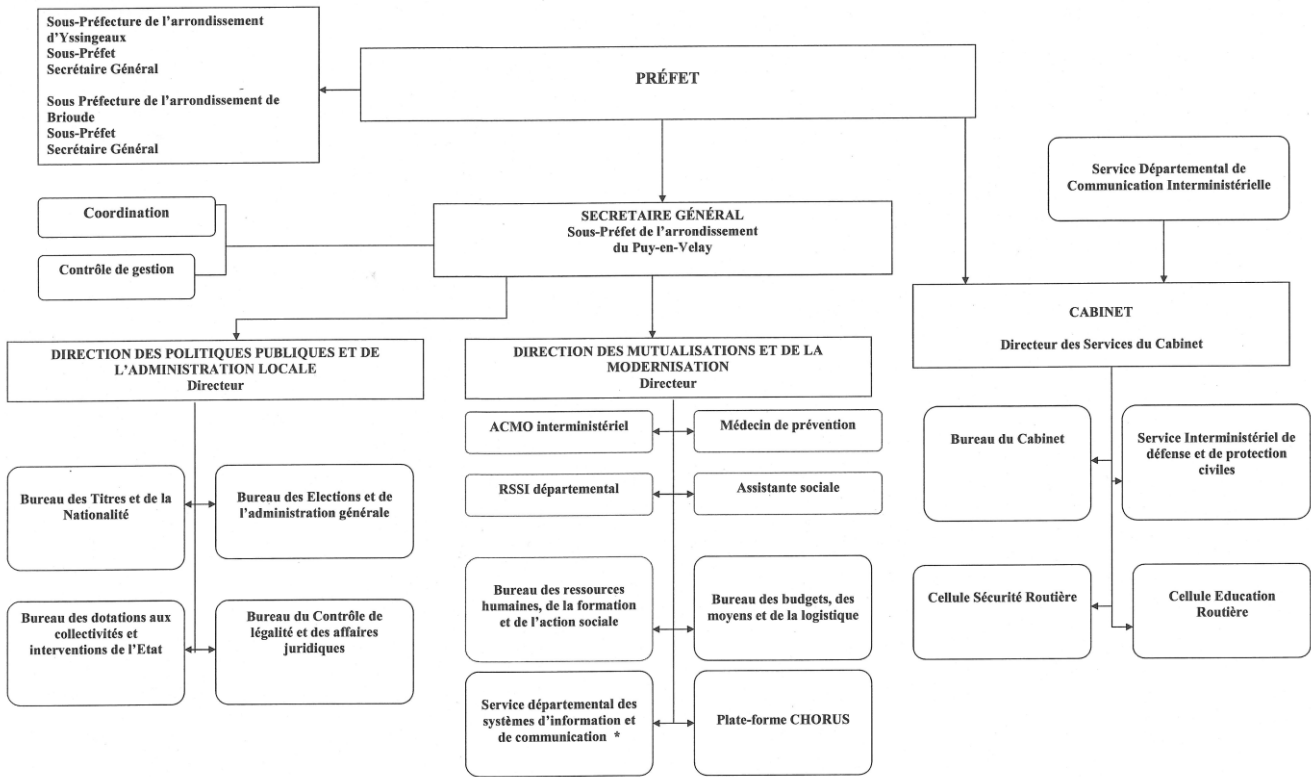 Sous-Préfecture de l'arrondissement
d'Yssingeaux
Sous-Préfet
Secrétaire Général
Sous Préfecture de l'arrondissement de
Brioude
Sous-Préfet
Secrétaire Général
PRÉFET
Service Départemental de
Communication Interministérielle
Coordination
Contrôle de gestion
SECRETAIRE GÉNÉRAL
Sous-Préfet de l'arrondissement
du Puy-en-Velay
CABINET
Directeur des Services du Cabinet
DIRECTION DES POLITIQUES PUBLIQUES ET DE
L'ADMINISTRATION LOCALE
Directeur
DIRECTION DES MUTUALISATIONS ET DE LA
MODERNISATION
Directeur
Bureau des Titres et de la
Nationalité
Bureau des Elections et de
l'administration générale
Bureau des dotations aux
collectivités et
interventions de l'Etat
Bureau du Contrôle de
légalité et des affaires
juridiques
ACMO interministériel
Médecin de prévention
RSSI départemental
Assistante sociale
Bureau des ressources
humaines, de la formation
et de l'action sociale
Bureau des budgets, des
moyens et de la logistique
Service départemental des
systèmes d'information et
de communication *
Plate-forme CHORUS
Bureau du Cabinet
Service Interministériel de
défense et de protection
civiles
Cellule Sécurité Routière
Cellule Education
Routière